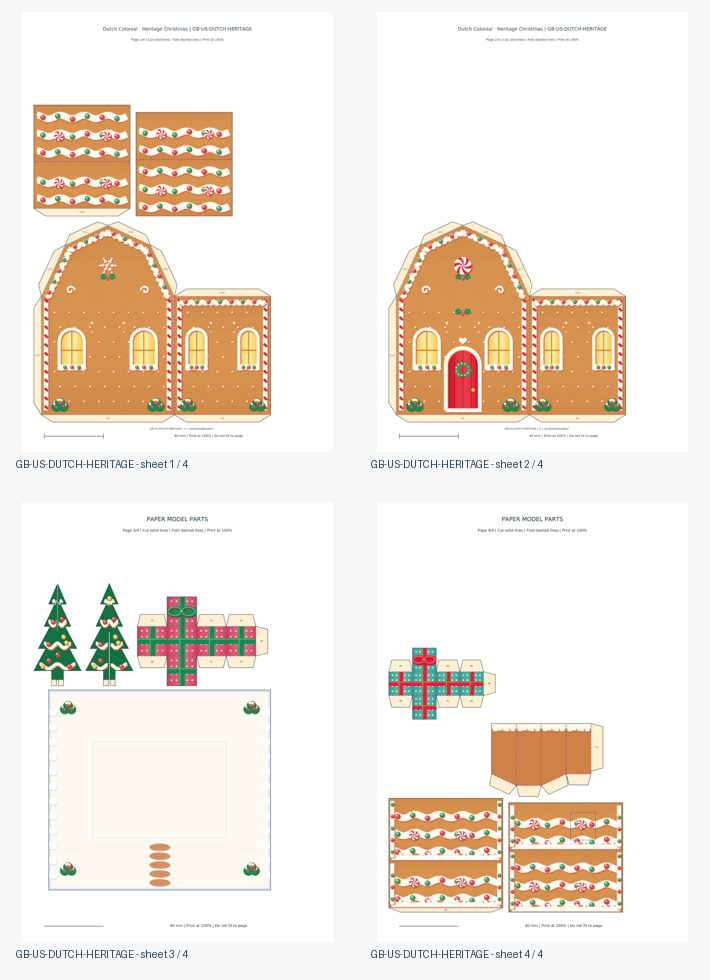 Dutch Colonial · Heritage Christmas | GB-US-DUTCH-HERITAGE
Page 1/4 | Cut solid lines | Fold dashed lines | Print at 100%
40 mm | Print at 100% | Do not fit to page
GB-US-DUTCH-HERITAGE - sheet 1 / 4
Dutch Colonial · Heritage Christmas | GB-US-DUTCH-HERITAGE
Page 2/4 | Cut solid lines | Fold dashed lines | Print at 100%
40 mm | Print at 100% | Do not fit to page
GB-US-DUTCH-HERITAGE - sheet 2 / 4
PAPER MODEL PARTS
Page 3/4 | Cut solid lines | Fold dashed lines | Print at 100%
40 mm | Print at 100% | Do not fit to page
GB-US-DUTCH-HERITAGE - sheet 3 / 4
PAPER MODEL PARTS
Page 4/4 | Cut solid lines | Fold dashed lines | Print at 100%
40 mm | Print at 100% | Do not fit to page
GB-US-DUTCH-HERITAGE - sheet 4 / 4